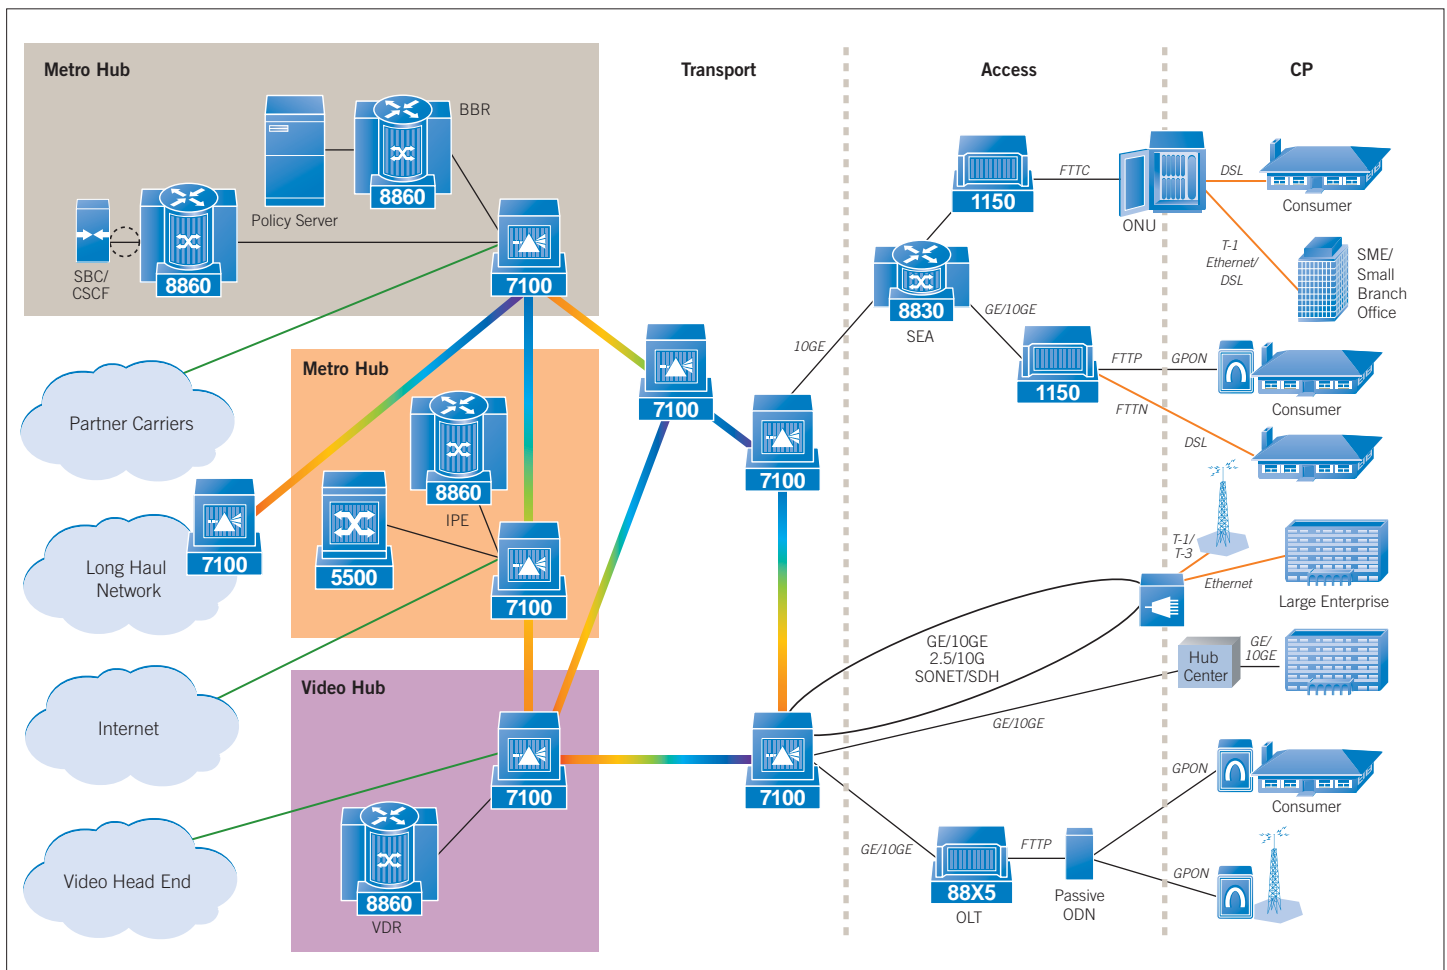 Metro Hub
Transport
Access
CP
BBR
8860
Policy Server
SBC/
CSCF
8860
7100
1150
FTTC
ONU
DSL
Consumer
T-1
Ethernet/
DSL
SME/
Small
Branch
Office
8830
SEA
GE/10GE
10GE
1150
FTTP
GPON
Consumer
FTTN
DSL
Partner Carriers
Metro Hub
7100
7100
8860
IPE
5500
7100
7100
Long Haul
Network
T-1/
T-3
Ethernet
Large Enterprise
GE/10GE
2.5/10G
SONET/SDH
Hub
Center
GE/
10GE
GE/10GE
Internet
Video Hub
7100
7100
GPON
Consumer
Video Head End
8860
VDR
GE/10GE
88X5
OLT
FTTP
Passive
ODN
GPON